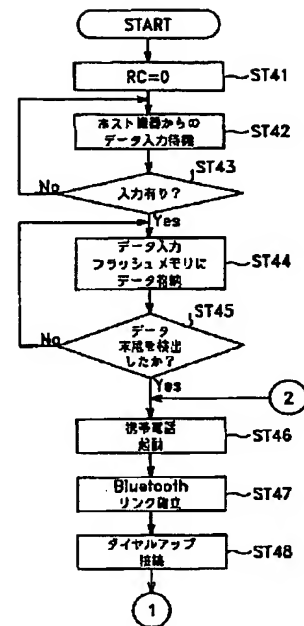 START
RC=0
ST41
ホスト機器からの
データ入力待機
ST42
ST43
入力有り?
No
Yes
データ入力
フラッシュメモリに
データ格納
ST44
ST45
データ
末尾を検出
したか?
No
Yes
2
携帯電話
起動
ST46
Bluetooth
リンク確立
ST47
ダイヤルアップ
接続
ST48
1